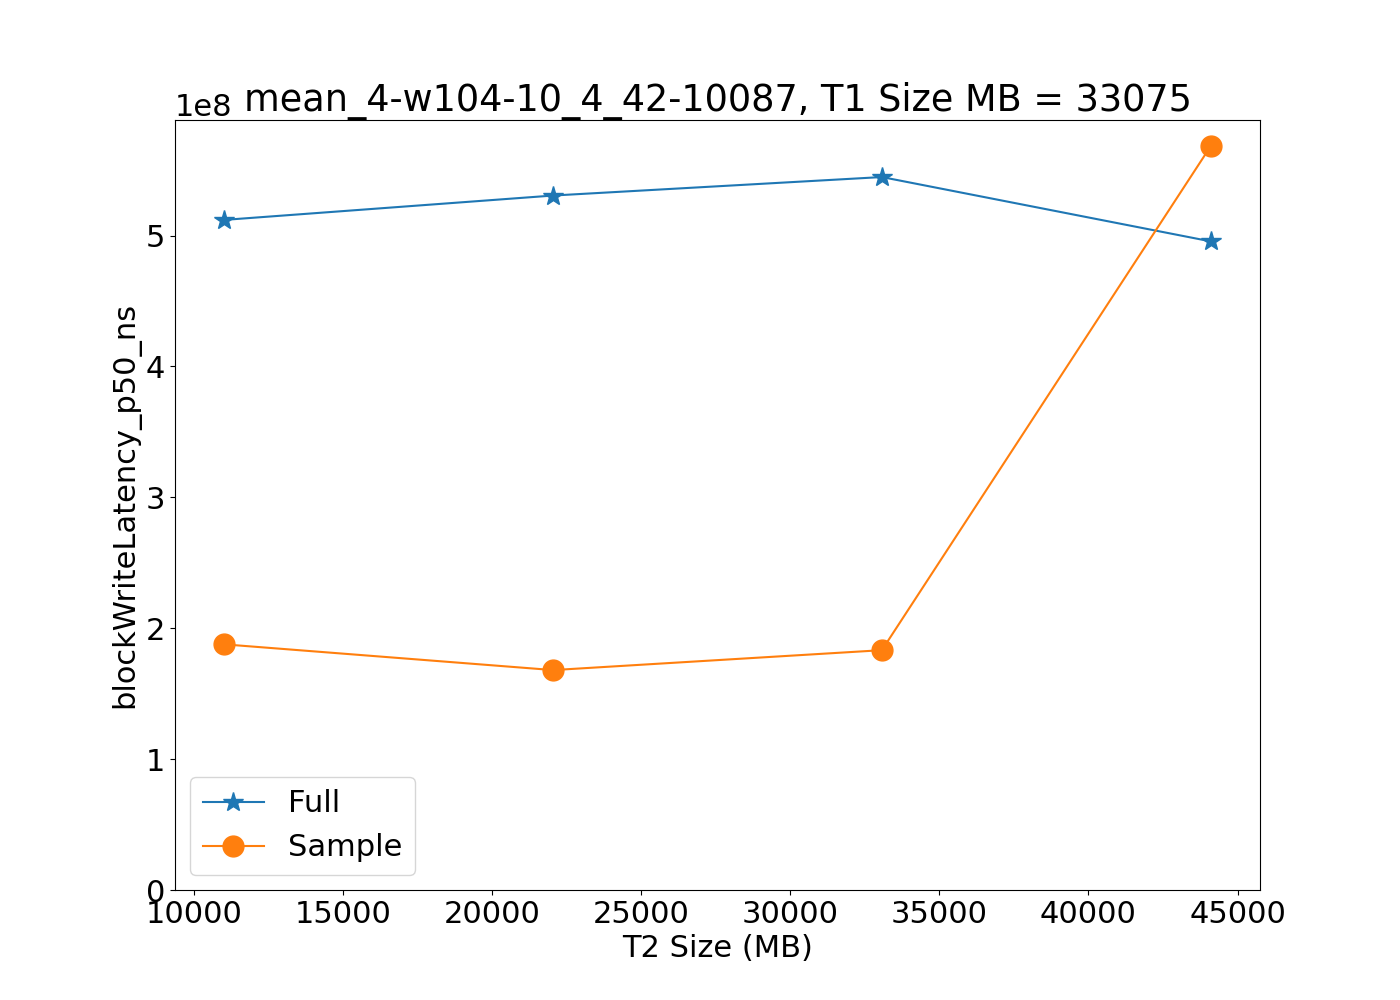 1e8
mean_4-w104-10_4_42-10087, T1 Size MB = 33075
blockWriteLatency_p50_ns
5
4
3
2
1
0
10000 15000 20000 25000 30000 35000 40000 45000
T2 Size (MB)
Full
Sample